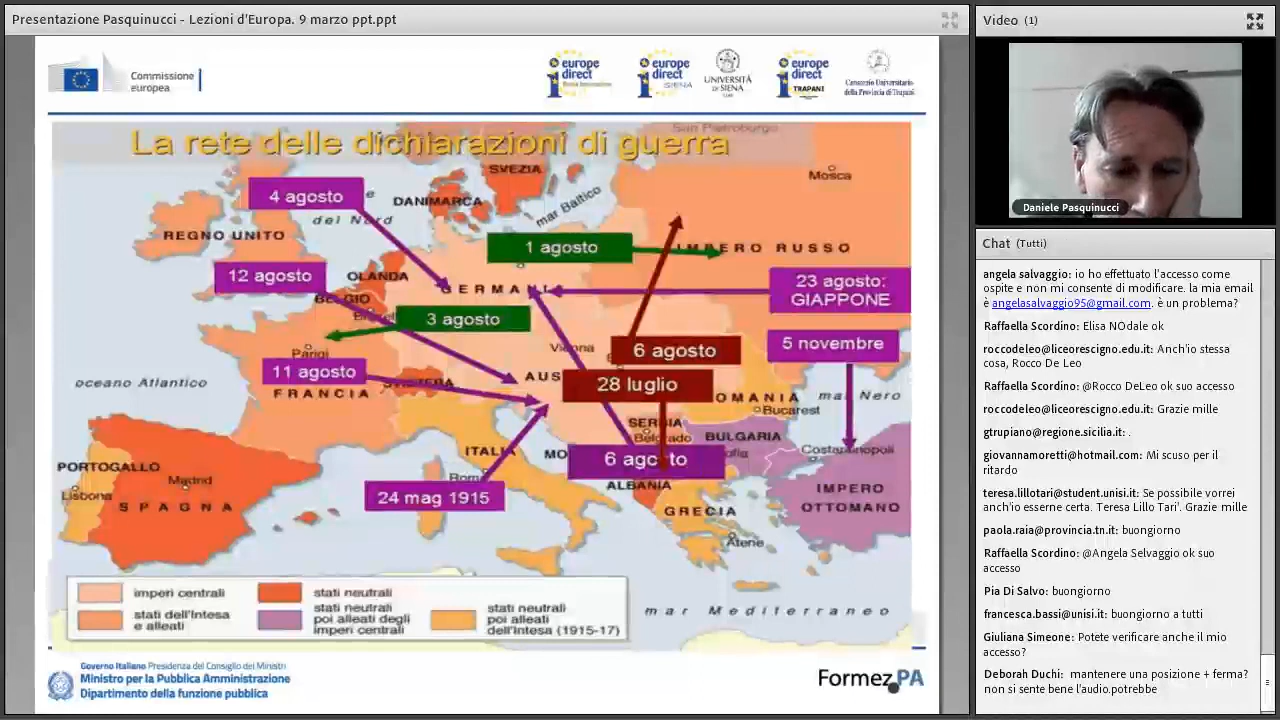 Presentazione Pasquinucci - Lezioni d'Europa. 9 marzo ppt.ppt
Commissione
europea
europe
direct
europe
direct
SIENA
UNIVERSITÀ
DI SIENA
1240
europe
direct
TRAPANI
Consorzio Universitario
della Provincia di Trapani
La rete delle dichiarazioni di guerra
San Pietroburgo
Mosca
SVEZIA
4 agosto
e
del Nord
DANIMARCA
mar Baltico
REGNO UNITO
1 agosto
IMPERO RUSSO
12 agosto
OLANDA
23 agosto:
GIAPPONE
GERMANIA
BELGIO
3 agosto
Parigi
Vienna
6 agosto
5 novembre
11 agosto
SVIZZERA
AUS
28 luglio
oceano Atlantico
FRANCIA
OMANIA
mar Nero
Bucarest
SERBIA
Belgrado
BULGARIA
ofia
Costantinopoli
ITALIA
MO
6 agosto
PORTOGALLO
Madrid
Roma
Lisbona
SPAGNA
24 mag 1915
ALBANIA
IMPERO
OTTOMANO
GRECIA
Atene
imperi centrali
stati neutrali
stati dell'Intesa
e alleati
stati neutrali
poi alleati degli
imperi centrali
stati neutrali
poi alleati
dell'Intesa (1915-17)
mar Mediterraneo
Governo Italiano Presidenza del Consiglio dei Ministri
Ministro per la Pubblica Amministrazione
Dipartimento della funzione pubblica
Formez PA
Video (1)
Daniele Pasquinucci
Chat (Tutti)
angela salvaggio: io ho effettuato l'accesso come
ospite e non mi consente di modificare. la mia email
è angelasalvaggio95@gmail.com. è un problema?
Raffaella Scordino: Elisa NOdale ok
roccodeleo@liceorescigno.edu.it: Anch'io stessa
cosa, Rocco De Leo
Raffaella Scordino: @Rocco DeLeo ok suo accesso
roccodeleo@liceorescigno.edu.it: Grazie mille
gtrupiano@regione.sicilia.it: .
giovannamoretti@hotmail.com: Mi scuso per il
ritardo
teresa.lillotari@student.unisi.it: Se possibile vorrei
anch'io esserne certa. Teresa Lillo Tari'. Grazie mille
paola.raia@provincia.tn.it: buongiorno
Raffaella Scordino: @Angela Selvaggio ok suo
accesso
Pia Di Salvo: buongiorno
francesca.bassi@unisi.it: buongiorno a tutti
Giuliana Simeone: Potete verificare anche il mio
accesso?
Deborah Duchi: mantenere una posizione + ferma?
non si sente bene l'audio.potrebbe